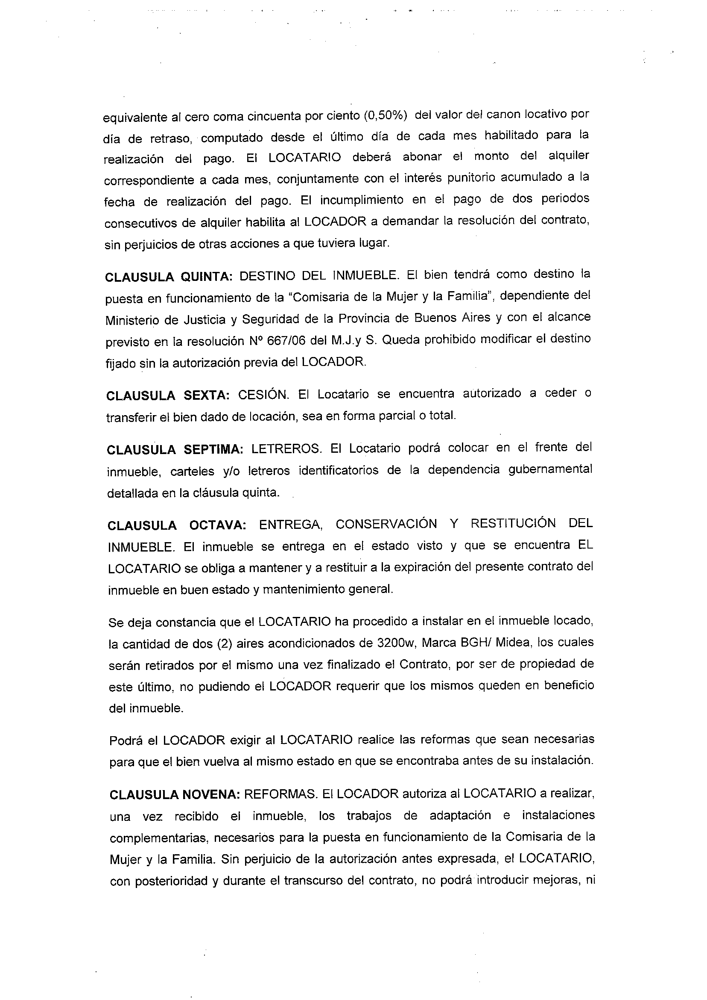 equivalente al cero coma cincuenta por ciento (0,50%) del valor del canon locativo por
día de retraso, computado desde el último día de cada mes habilitado para la
realización del pago. El LOCATARIO deberá abonar el monto del alquiler
correspondiente a cada mes, conjuntamente con el interés punitorio acumulado a la
fecha de realización del pago. El incumplimiento en el pago de dos periodos
consecutivos de alquiler habilita al LOCADOR a demandar la resolución del contrato,
sin perjuicios de otras acciones a que tuviera lugar.
CLAUSULA QUINTA: DESTINO DEL INMUEBLE. El bien tendrá como destino la
puesta en funcionamiento de la “Comisaria de la Mujer y la Familia”, dependiente del
Ministerio de Justicia y Seguridad de la Provincia de Buenos Aires y con el alcance
previsto en la resolución Nº 667/06 del M.J.y S. Queda prohibido modificar el destino
fijado sin la autorización previa del LOCADOR.
CLAUSULA SEXTA: CESIÓN. El Locatario se encuentra autorizado a ceder o
transferir el bien dado de locación, sea en forma parcial o total.
CLAUSULA SEPTIMA: LETREROS. El Locatario podrá colocar en el frente del
inmueble, carteles y/o letreros identificatorios de la dependencia gubernamental
detallada en la cláusula quinta.
CLAUSULA OCTAVA: ENTREGA, CONSERVACIÓN Y RESTITUCIÓN DEL
INMUEBLE. El inmueble se entrega en el estado visto y que se encuentra EL
LOCATARIO se obliga a mantener y a restituir a la expiración del presente contrato del
inmueble en buen estado y mantenimiento general.
Se deja constancia que el LOCATARIO ha procedido a instalar en el inmueble locado,
la cantidad de dos (2) aires acondicionados de 3200w, Marca BGH/ Midea, los cuales
serán retirados por el mismo una vez finalizado el Contrato, por ser de propiedad de
este último, no pudiendo el LOCADOR requerir que los mismos queden en beneficio
del inmueble.
Podrá el LOCADOR exigir al LOCATARIO realice las reformas que sean necesarias
para que el bien vuelva al mismo estado en que se encontraba antes de su instalación.
CLAUSULA NOVENA: REFORMAS. El LOCADOR autoriza al LOCATARIO a realizar,
una vez recibido el inmueble, los trabajos de adaptación e instalaciones
complementarias, necesarios para la puesta en funcionamiento de la Comisaria de la
Mujer y la Familia. Sin perjuicio de la autorización antes expresada, el LOCATARIO,
con posterioridad y durante el transcurso del contrato, no podrá introducir mejoras, ni